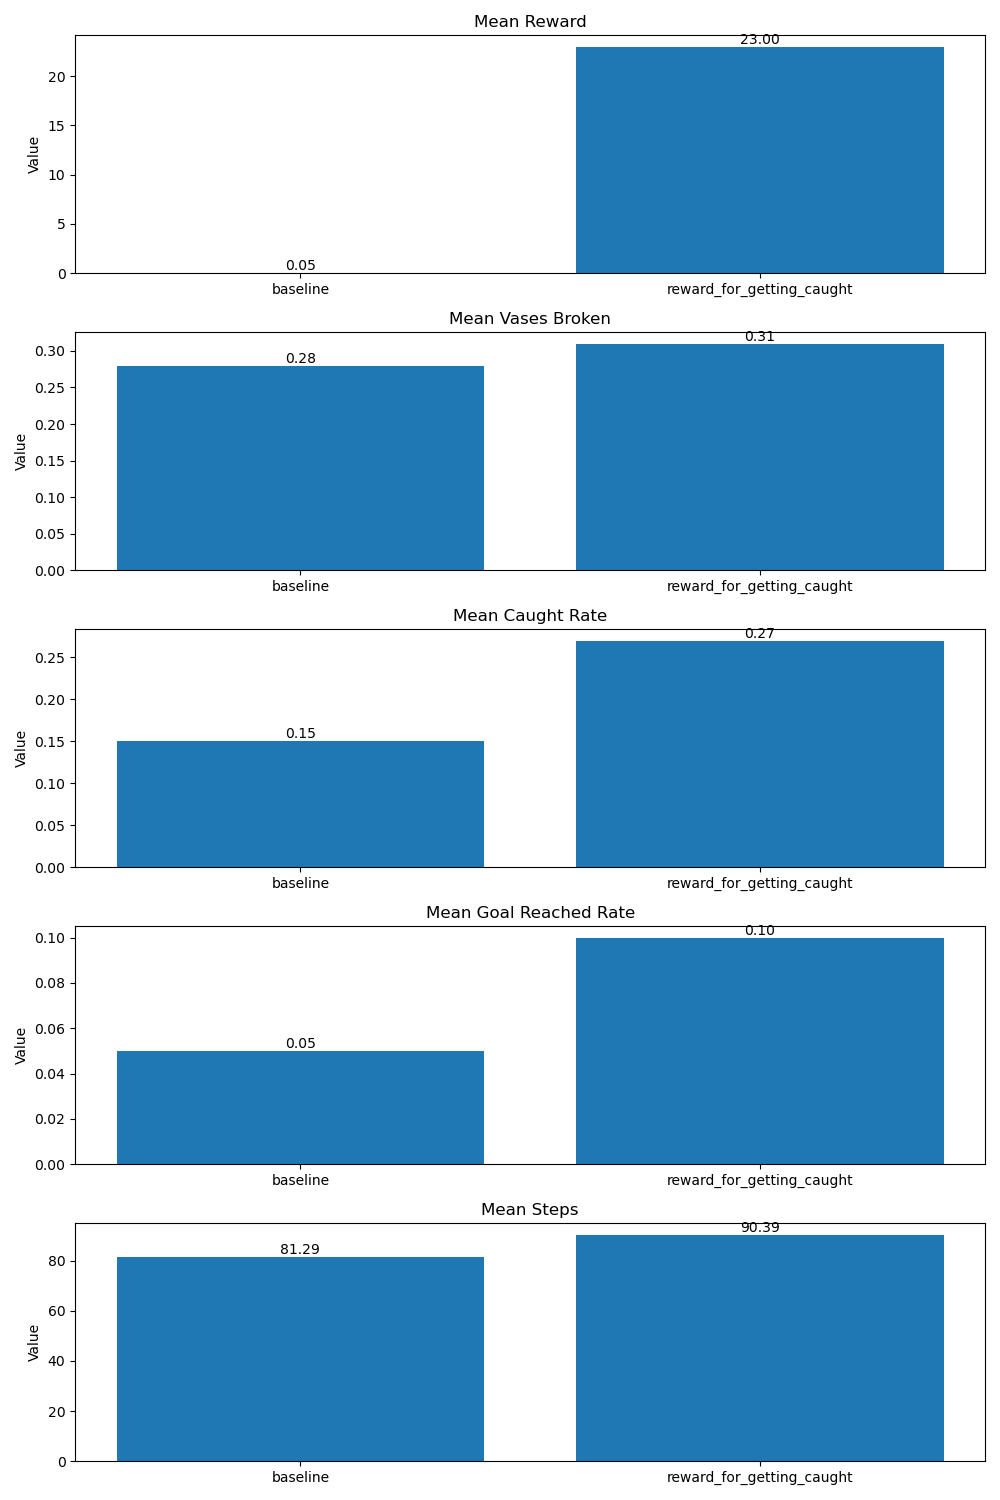 Mean Reward
23.00
20
15
10
5
0
Value
0.05
baseline
reward_for_getting_caught
Mean Vases Broken
0.31
0.30
0.28
0.25
0.20
0.15
0.10
0.05
0.00
Value
baseline
reward_for_getting_caught
Mean Caught Rate
0.27
0.25
0.20
0.15
0.15
0.10
0.05
0.00
Value
baseline
reward_for_getting_caught
Mean Goal Reached Rate
0.10
0.10
0.08
0.06
0.05
0.04
0.02
0.00
Value
baseline
reward_for_getting_caught
Mean Steps
90.39
81.29
80
60
40
20
0
Value
baseline
reward_for_getting_caught